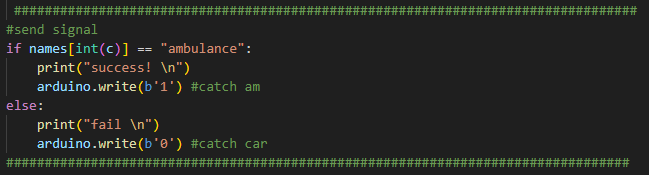 ##################################################################################
#send signal
if names[int(c)] == "ambulance":
print("success! \n")
arduino.write(b'1') #catch am
else:
print("fail \n")
arduino.write(b'0') #catch car
##################################################################################